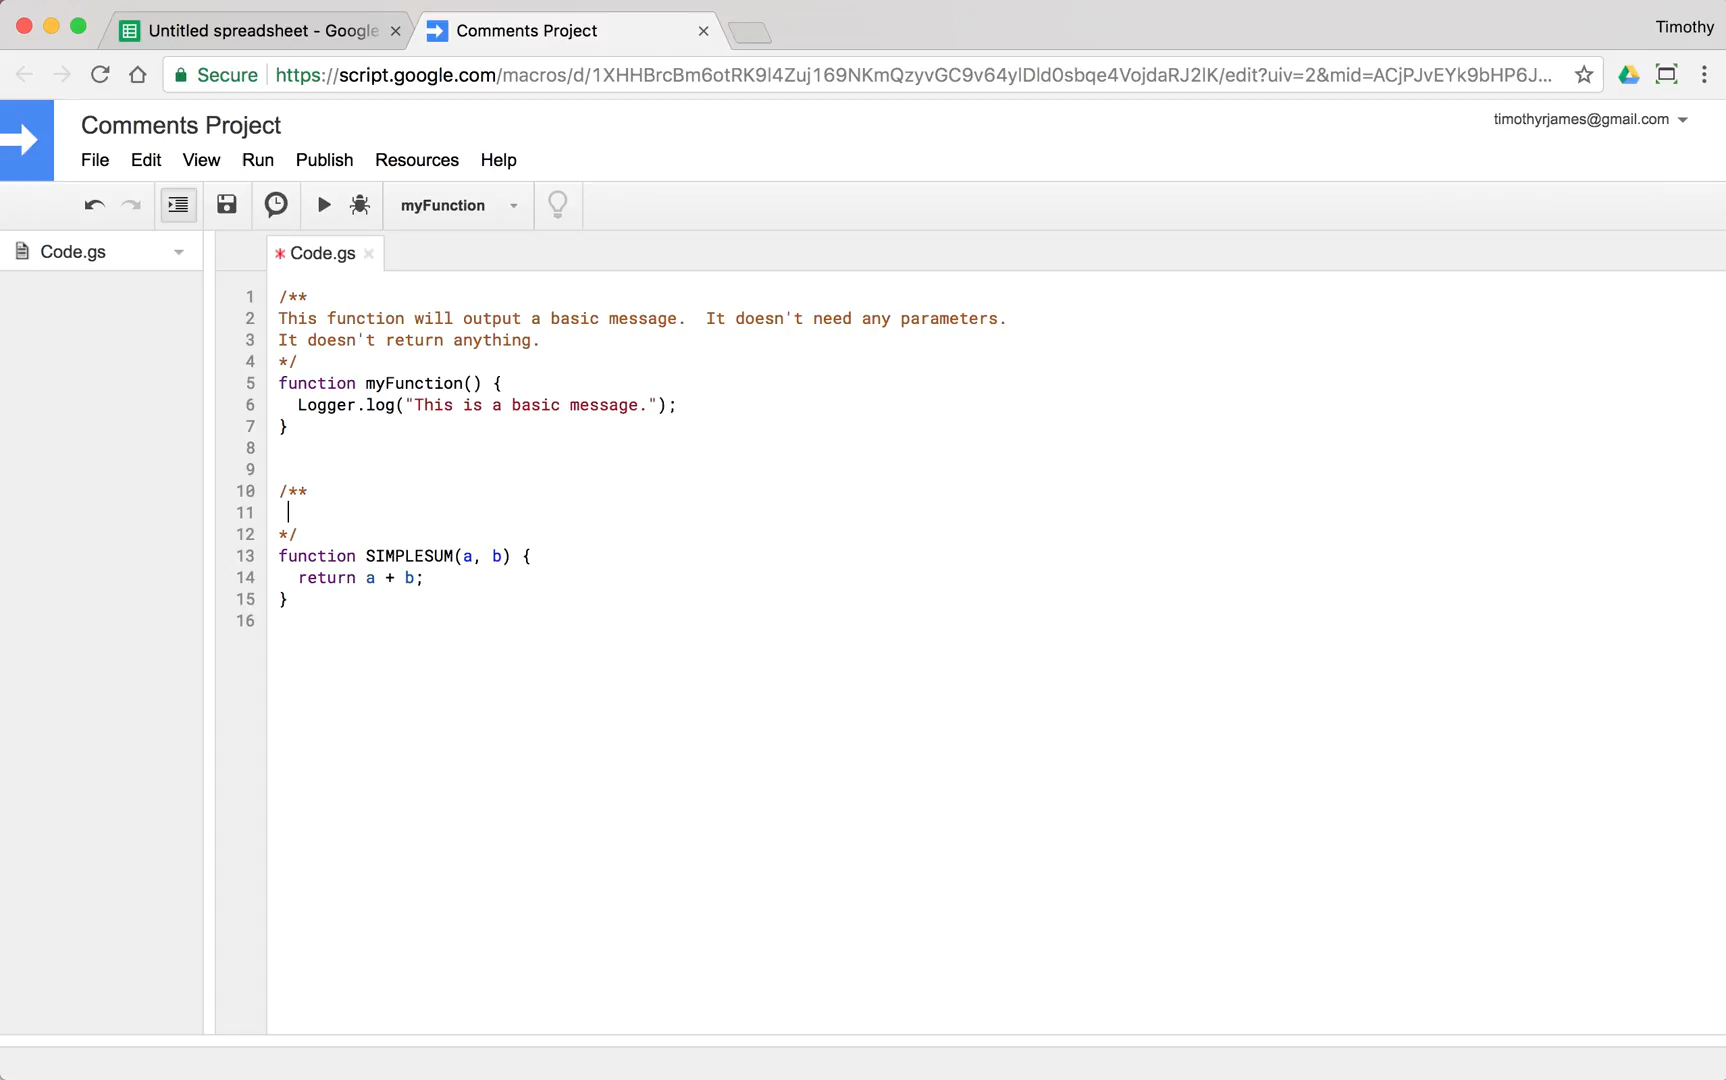 Untitled spreadsheet - Google
Comments Project
Timothy
Secure
https://script.google.com/macros/d/1XHHBrcBm6otRK9l4Zuj169NKmQzyvGC9v64ylDld0sbqe4VojdaRJ2lK/edit?uiv=2&mid=ACjPJvEYk9bHP6J...
Comments Project
timothyrjames@gmail.com
File Edit View Run Publish Resources Help
myFunction
Code.gs
* Code.gs
1 /**
2 This function will output a basic message.  It doesn't need any parameters.
3 It doesn't return anything.
4 */
5 function myFunction() {
6   Logger.log("This is a basic message.");
7 }
8
9
10 /**
11
12 */
13 function SIMPLESUM(a, b) {
14   return a + b;
15 }
16